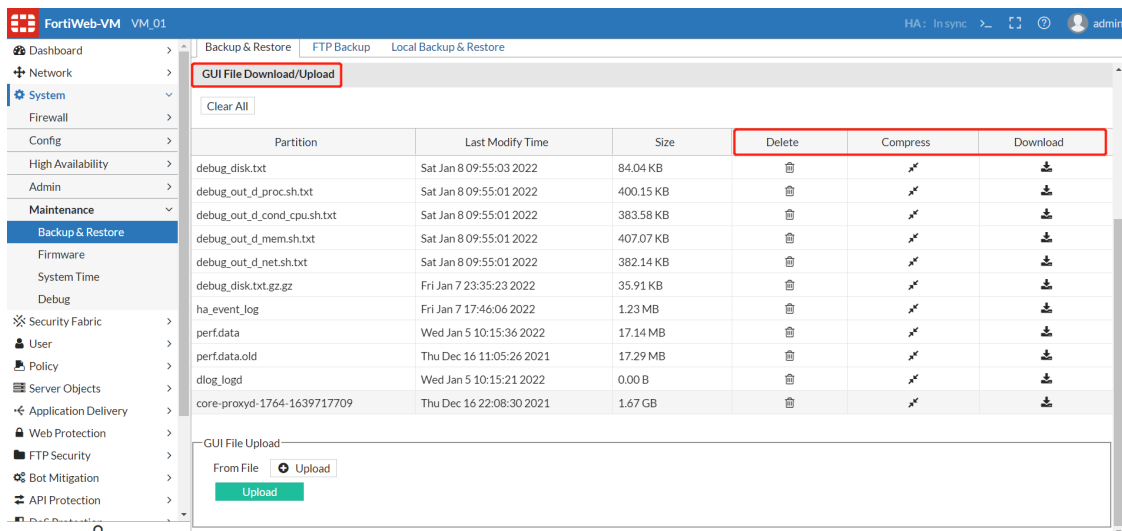 FortiWeb-VM VM_01 HA: In sync >_ admin
Dashboard
Network
System
Firewall
Config
High Availability
Admin
Maintenance
Backup & Restore
Firmware
System Time
Debug
Security Fabric
User
Policy
Server Objects
Application Delivery
Web Protection
FTP Security
Bot Mitigation
API Protection
DoS Protection
Backup & Restore FTP Backup Local Backup & Restore
GUI File Download/Upload
Clear All
Partition Last Modify Time Size Delete Compress Download
debug_disk.txt Sat Jan 8 09:55:03 2022 84.04 KB
debug_out_d_proc.sh.txt Sat Jan 8 09:55:01 2022 400.15 KB
debug_out_d_cond_cpu.sh.txt Sat Jan 8 09:55:01 2022 383.58 KB
debug_out_d_mem.sh.txt Sat Jan 8 09:55:01 2022 407.07 KB
debug_out_d_net.sh.txt Sat Jan 8 09:55:01 2022 382.14 KB
debug_disk.txt.gz.gz Fri Jan 7 23:35:23 2022 35.91 KB
ha_event_log Fri Jan 7 17:46:06 2022 1.23 MB
perf.data Wed Jan 5 10:15:36 2022 17.14 MB
perf.data.old Thu Dec 16 11:05:26 2021 17.29 MB
dlog_logd Wed Jan 5 10:15:21 2022 0.00 B
core-proxyd-1764-1639717709 Thu Dec 16 22:08:30 2021 1.67 GB
GUI File Upload
From File Upload
Upload